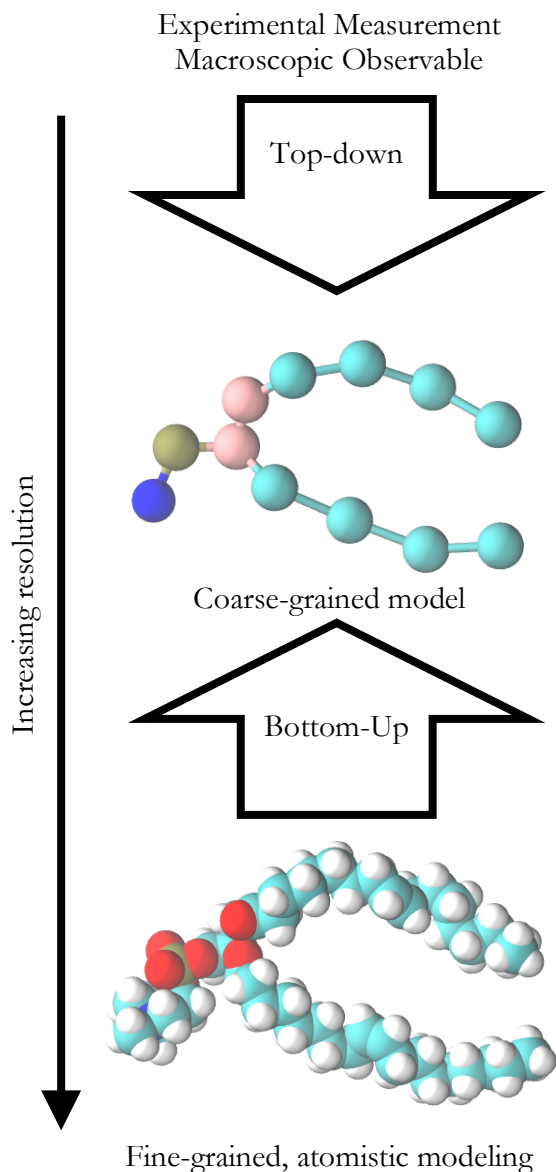 Experimental Measurement
Macroscopic Observable
Top-down
Increasing resolution
Coarse-grained model
Bottom-Up
Fine-grained, atomistic modeling